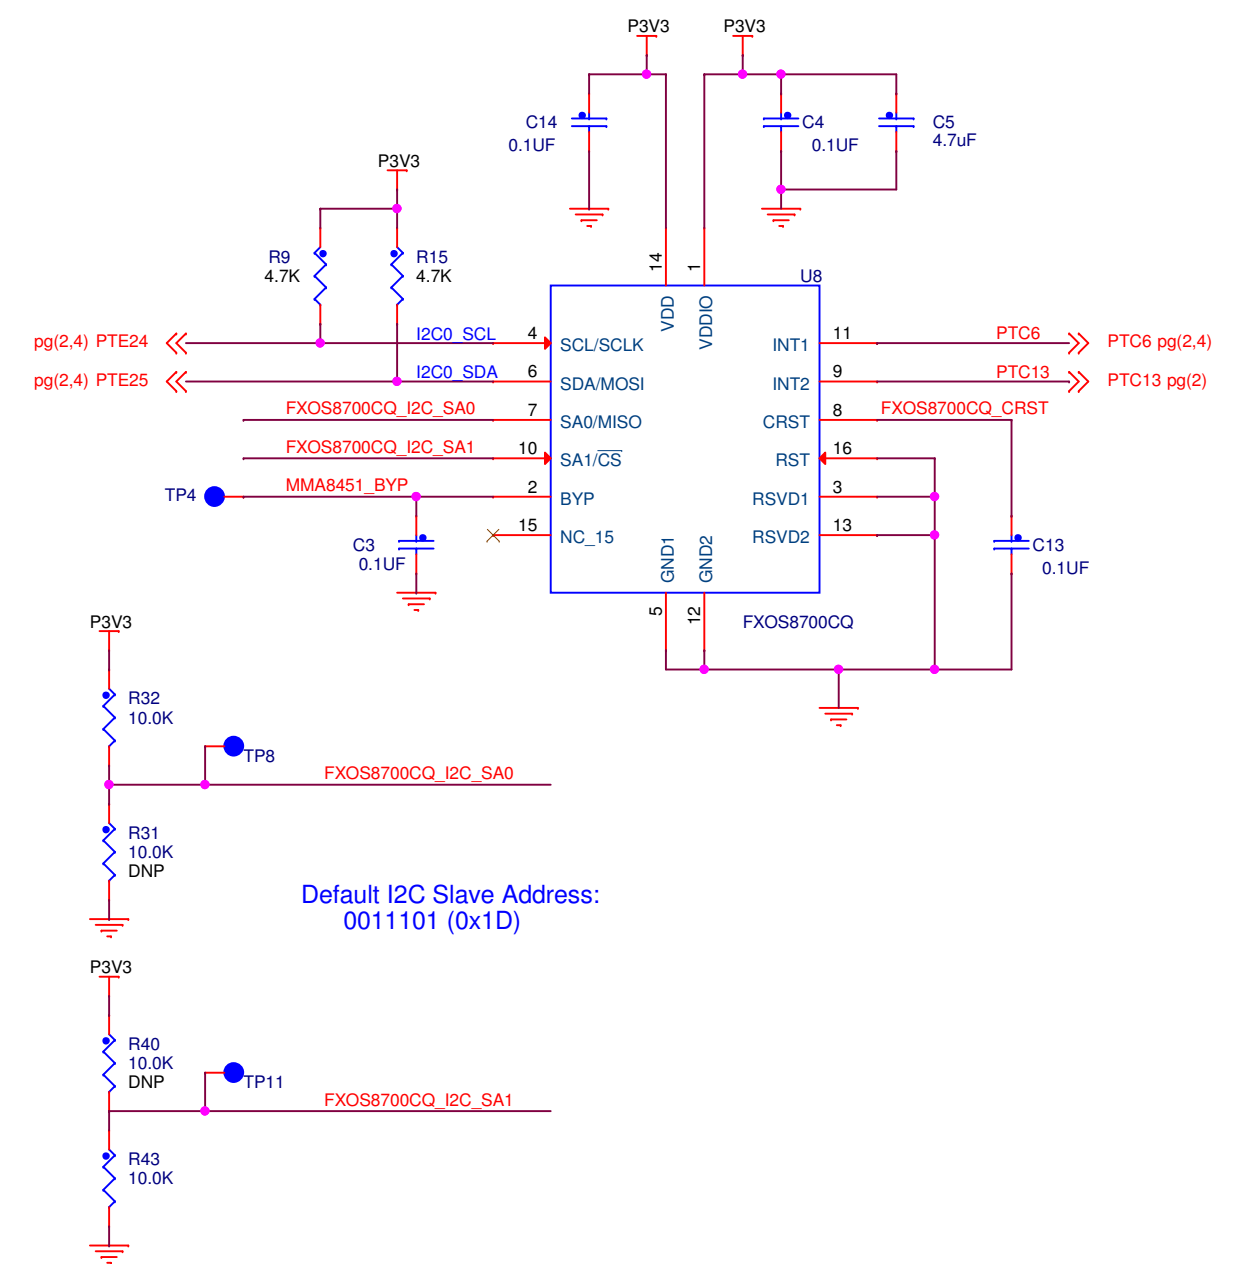 P3V3
P3V3
C14
0.1UF
C4
0.1UF
C5
4.7uF
P3V3
R9
4.7K
R15
4.7K
14
1
U8
VDD
VDDIO
pg(2,4) PTE24
I2C0_SCL
4
SCL/SCLK
INT1
11
PTC6
PTC6 pg(2,4)
pg(2,4) PTE25
I2C0_SDA
6
SDA/MOSI
INT2
9
PTC13
PTC13 pg(2)
FXOS8700CQ_I2C_SA0
7
SA0/MISO
CRST
8
FXOS8700CQ_CRST
FXOS8700CQ_I2C_SA1
10
SA1/CS
RST
16
TP4
MMA8451_BYP
2
BYP
RSVD1
3
15
NC_15
RSVD2
13
C3
0.1UF
C13
0.1UF
GND1
GND2
5
12
FXOS8700CQ
P3V3
R32
10.0K
TP8
FXOS8700CQ_I2C_SA0
R31
10.0K
DNP
Default I2C Slave Address:
0011101 (0x1D)
P3V3
R40
10.0K
DNP
TP11
FXOS8700CQ_I2C_SA1
R43
10.0K